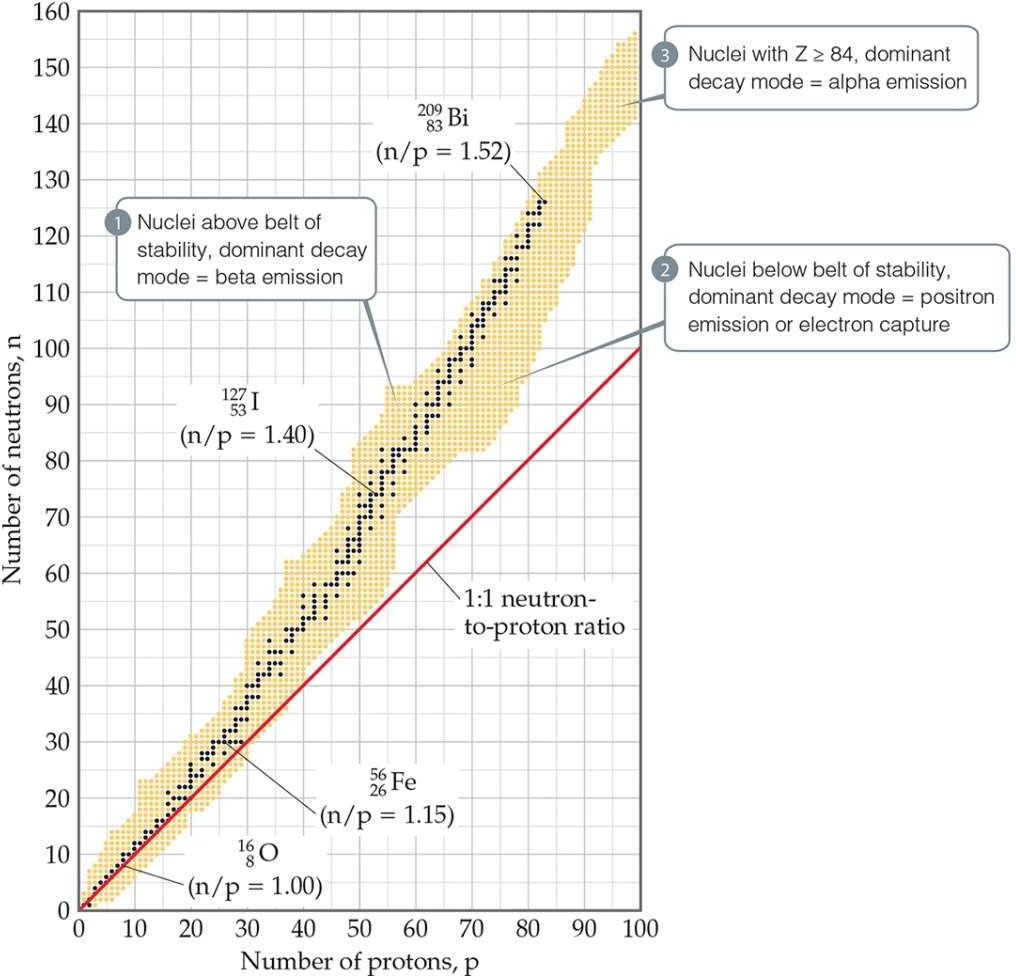 160
150
140
130
120
110
100
90
80
70
60
50
40
30
20
10
0
Number of neutrons, n
0 10 20 30 40 50 60 70 80 90 100
Number of protons, p
209
83 Bi
(n/p = 1.52)
1 Nuclei above belt of
stability, dominant decay
mode = beta emission
127
53 I
(n/p = 1.40)
56
26 Fe
(n/p = 1.15)
16
8 O
(n/p = 1.00)
1:1 neutron-
to-proton ratio
3 Nuclei with Z ≥ 84, dominant
decay mode = alpha emission
2 Nuclei below belt of stability,
dominant decay mode = positron
emission or electron capture